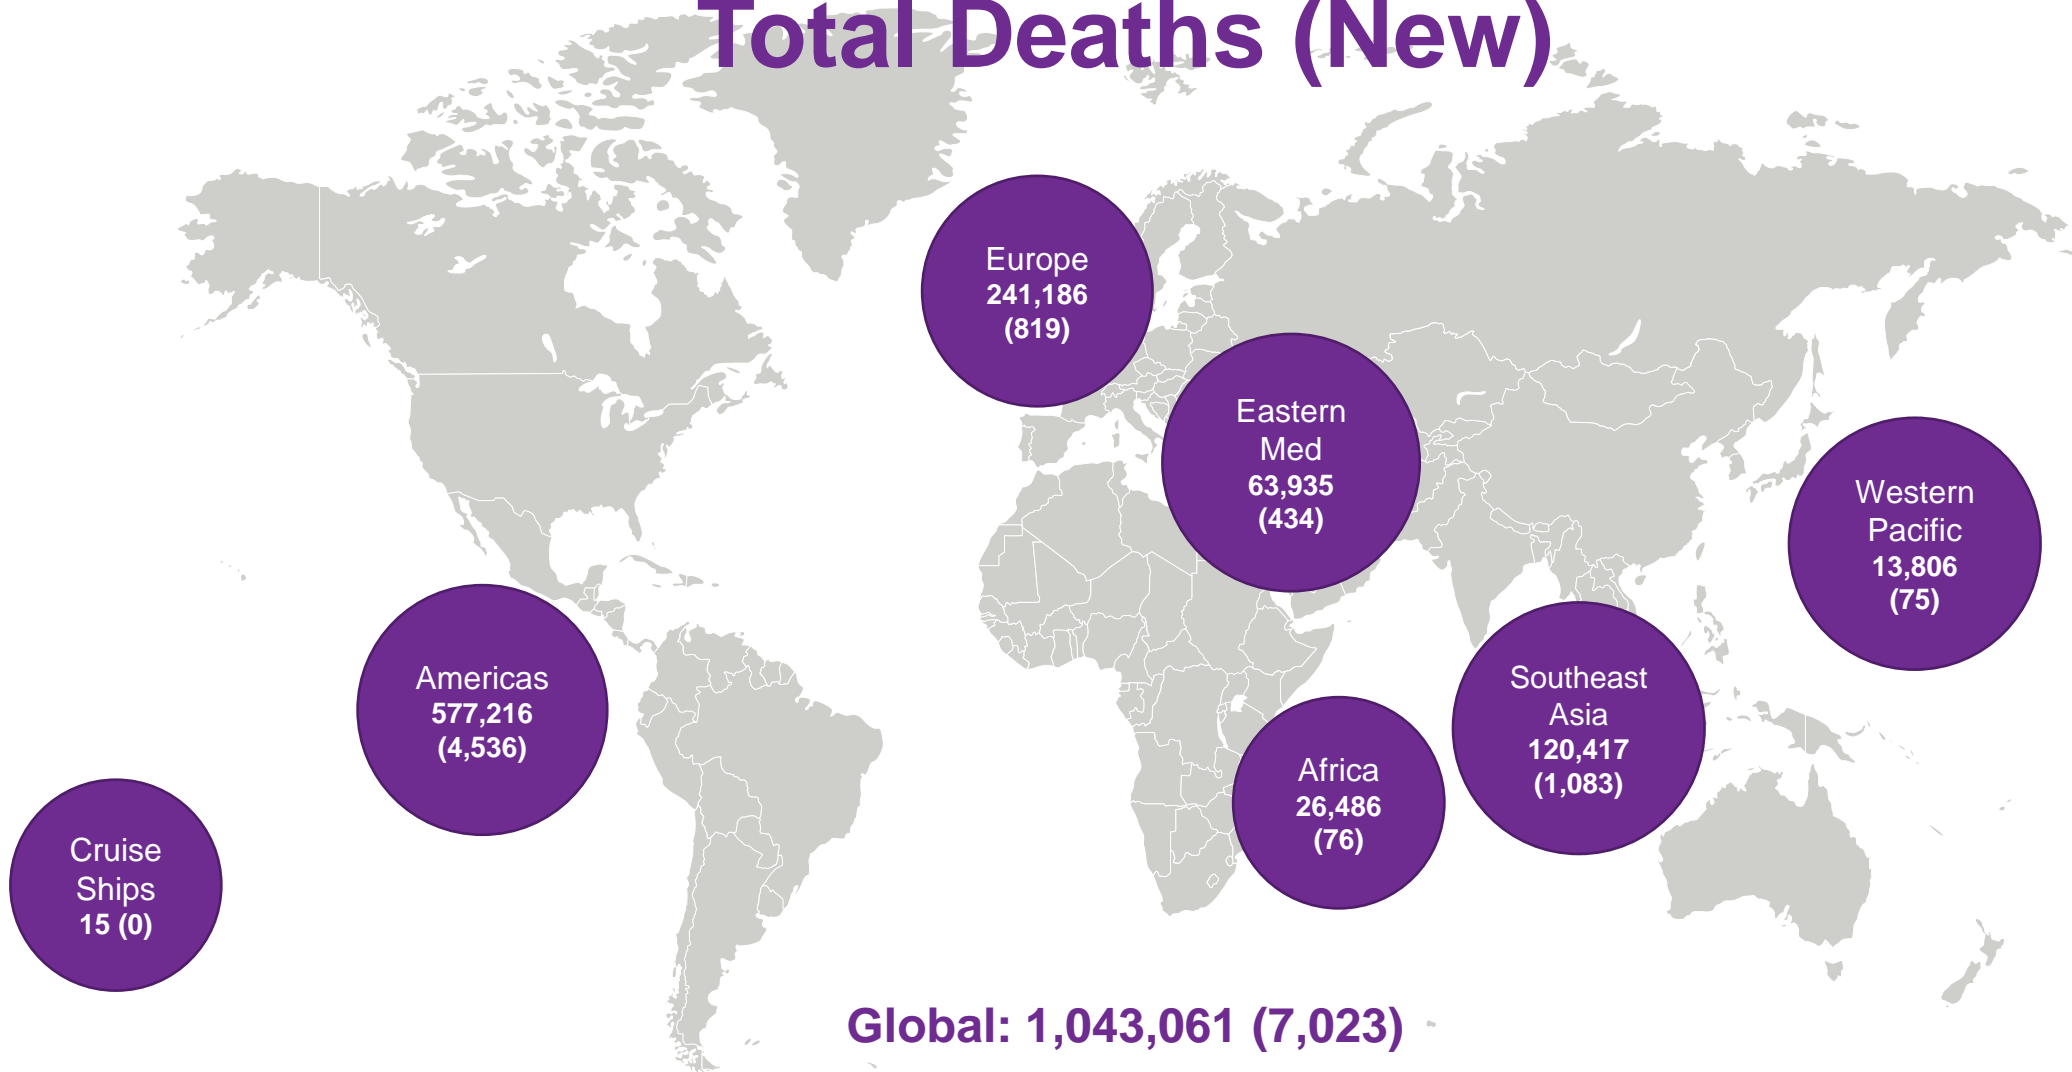 Total Deaths (New)
Europe
241,186
(819)
Eastern
Med
63,935
(434)
Western
Pacific
13,806
(75)
Americas
577,216
(4,536)
Southeast
Asia
120,417
(1,083)
Africa
26,486
(76)
Cruise
Ships
15 (0)
Global: 1,043,061 (7,023)